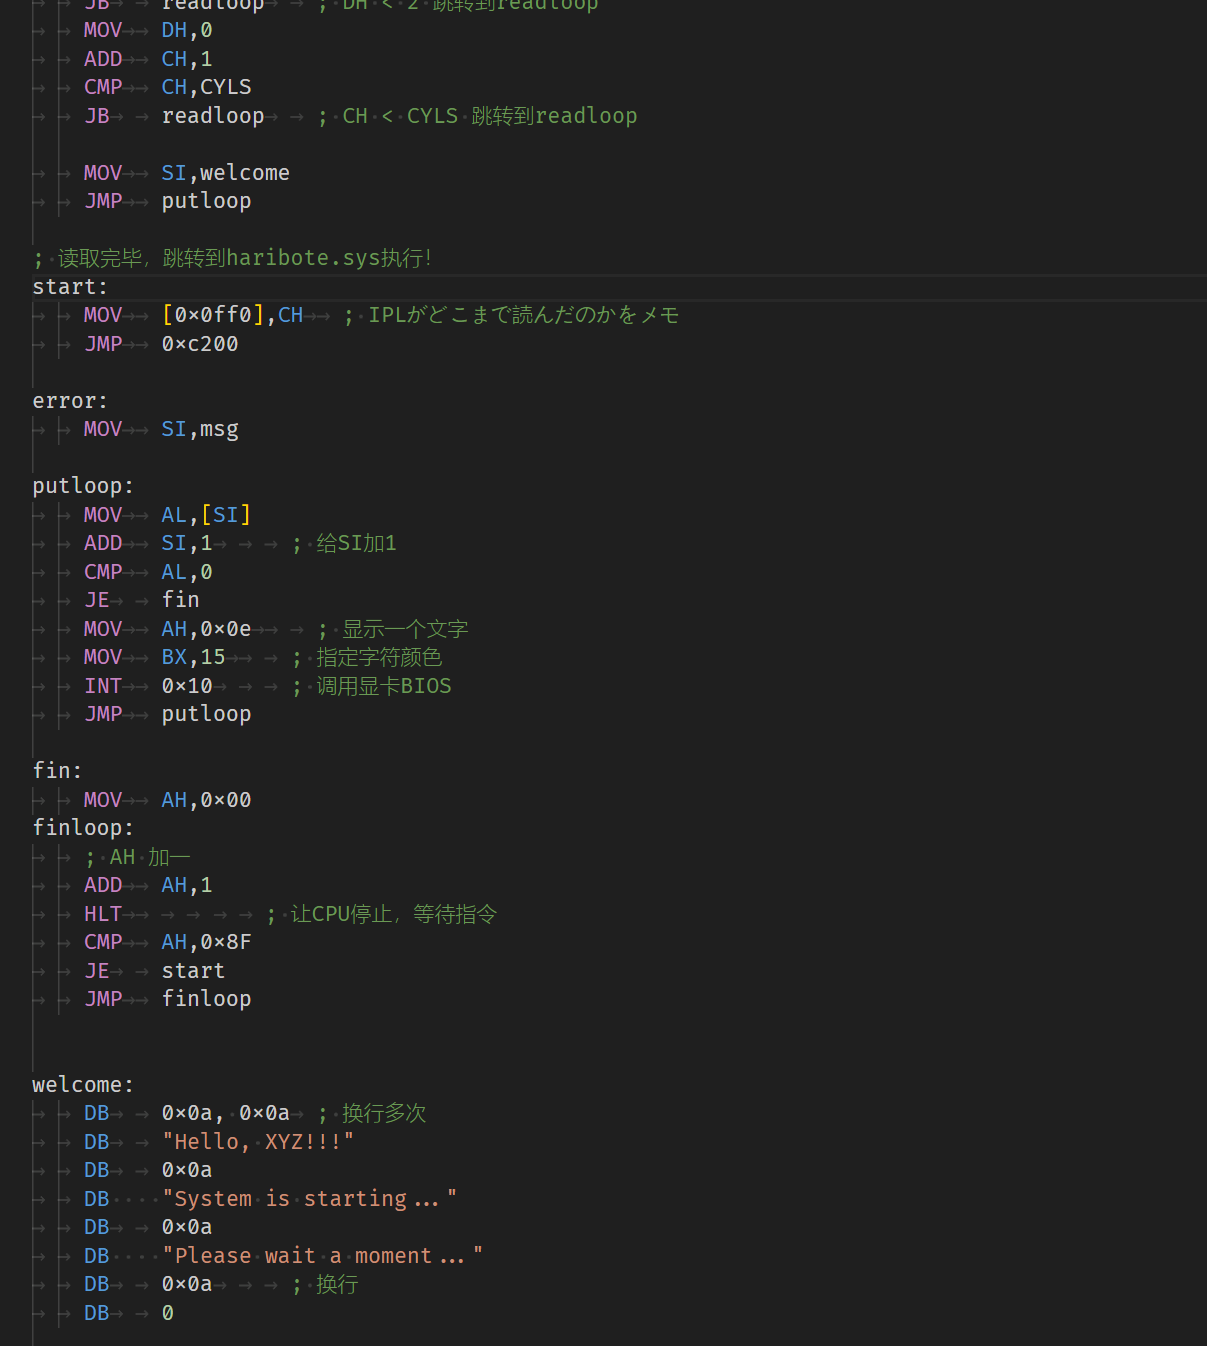 JB readloop ; DH < 2 跳转到readloop
MOV DH,0
ADD CH,1
CMP CH,CYLS
JB readloop ; CH < CYLS 跳转到readloop
MOV SI,welcome
JMP putloop
; 读取完毕，跳转到haribote.sys执行！
start:
MOV [0x0ff0],CH ; IPLがどこまで読んだのかをメモ
JMP 0xc200
error:
MOV SI,msg
putloop:
MOV AL,[SI]
ADD SI,1 ; 给SI加1
CMP AL,0
JE fin
MOV AH,0x0e ; 显示一个文字
MOV BX,15 ; 指定字符颜色
INT 0x10 ; 调用显卡BIOS
JMP putloop
fin:
MOV AH,0x00
finloop:
; AH 加一
ADD AH,1
HLT ; 让CPU停止，等待指令
CMP AH,0x8F
JE start
JMP finloop
welcome:
DB 0x0a, 0x0a ; 换行多次
DB "Hello, XYZ!!!"
DB 0x0a
DB "System is starting..."
DB 0x0a
DB "Please wait a moment..."
DB 0x0a ; 换行
DB 0